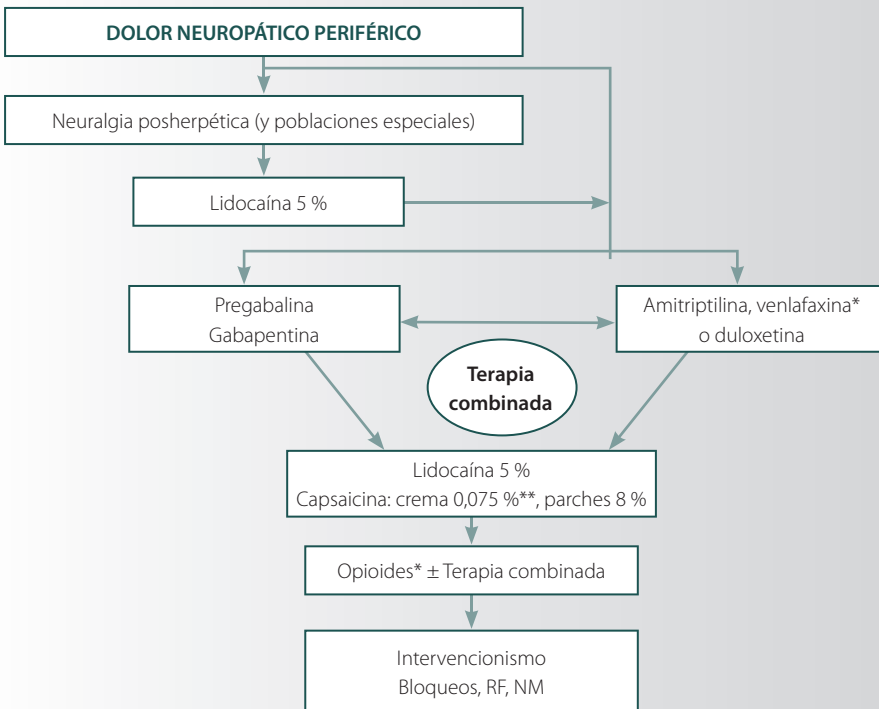 DOLOR NEUROPÁTICO PERIFÉRICO
Neuralgia posherpética (y poblaciones especiales)
Lidocaína 5 %
Pregabalina
Gabapentina
Amitriptilina, venlafaxina*
o duloxetina
Terapia
combinada
Lidocaína 5 %
Capsaicina: crema 0,075 %**, parches 8 %
Opioides* ± Terapia combinada
Intervencionismo
Bloqueos, RF, NM